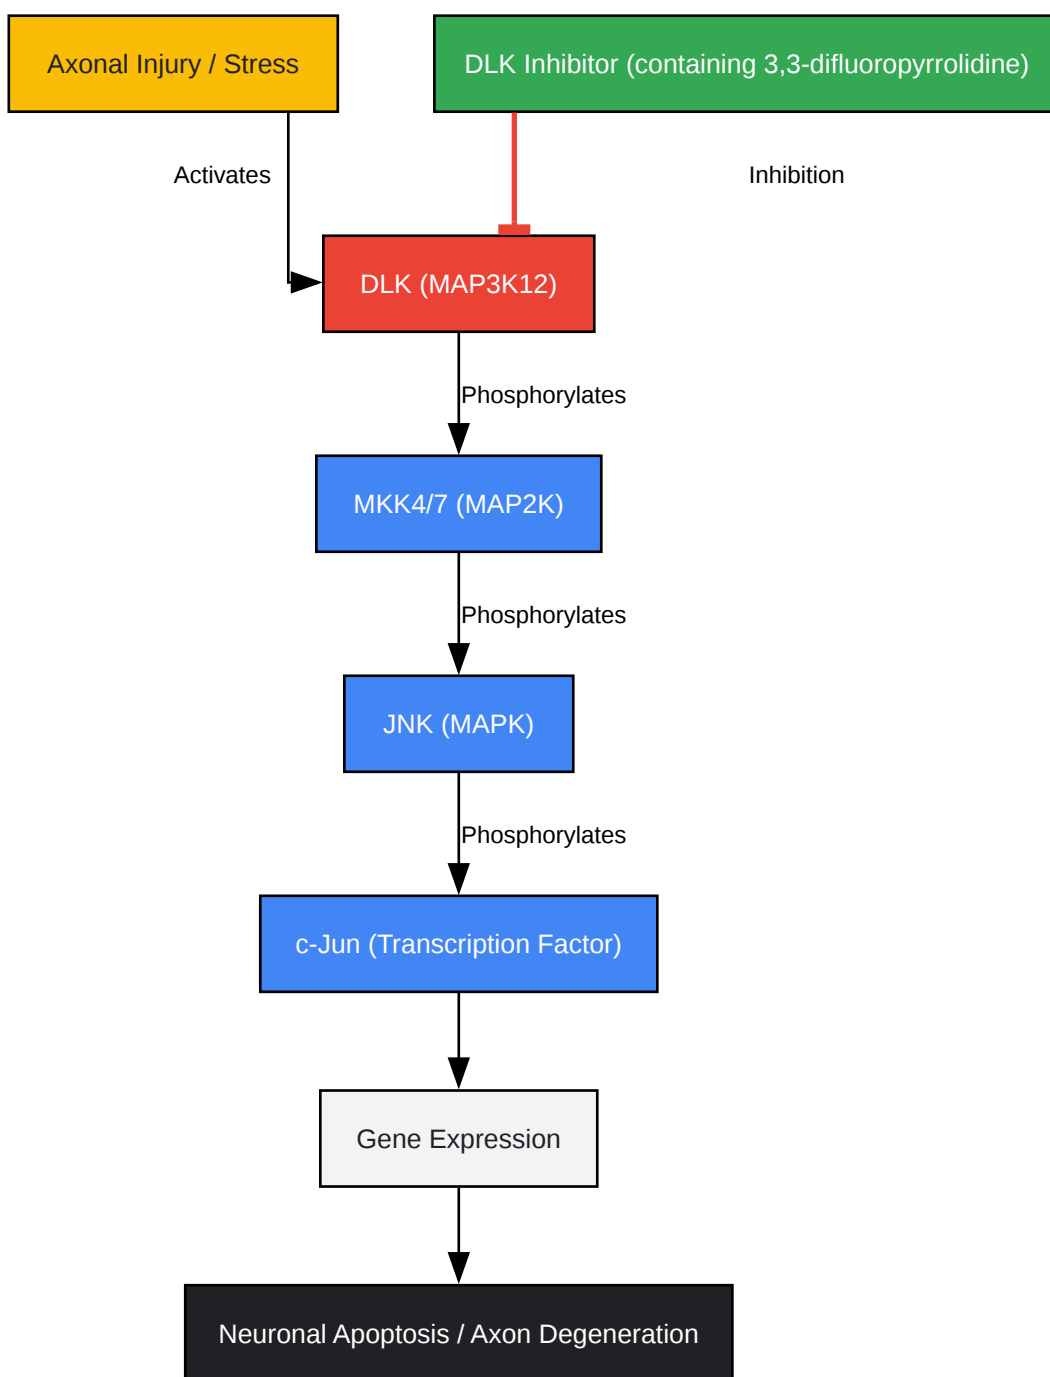 Axonal Injury / Stress
DLK Inhibitor (containing 3,3-difluoropyrrolidine)
Activates
Inhibition
DLK (MAP3K12)
Phosphorylates
MKK4/7 (MAP2K)
Phosphorylates
JNK (MAPK)
Phosphorylates
c-Jun (Transcription Factor)
Gene Expression
Neuronal Apoptosis / Axon Degeneration